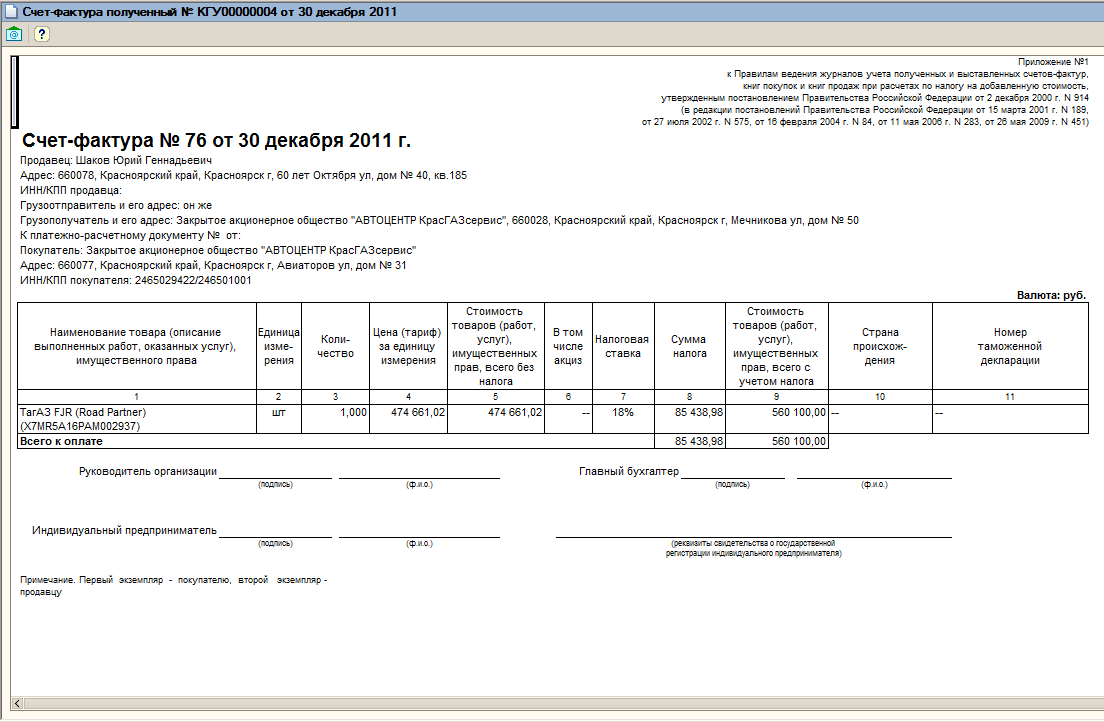 Счет-фактура полученный № КГУ00000004 от 30 декабря 2011
@ ?
Приложение №1
к Правилам ведения журналов учета полученных и выставленных счетов-фактур,
книг покупок и книг продаж при расчетах по налогу на добавленную стоимость,
утвержденным постановлением Правительства Российской Федерации от 2 декабря 2000 г. N 914
(в редакции постановлений Правительства Российской Федерации от 15 марта 2001 г. N 189,
от 27 июля 2002 г. N 575, от 16 февраля 2004 г. N 84, от 11 мая 2006 г. N 283, от 26 мая 2009 г. N 451)
Счет-фактура № 76 от 30 декабря 2011 г.
Продавец: Шаков Юрий Геннадьевич
Адрес: 660078, Красноярский край, Красноярск г, 60 лет Октября ул, дом № 40, кв.185
ИНН/КПП продавца:
Грузоотправитель и его адрес: он же
Грузополучатель и его адрес: Закрытое акционерное общество "АВТОЦЕНТР КрасГАЗсервис", 660028, Красноярский край, Красноярск г, Мечникова ул, дом № 50
К платежно-расчетному документу № от:
Покупатель: Закрытое акционерное общество "АВТОЦЕНТР КрасГАЗсервис"
Адрес: 660077, Красноярский край, Красноярск г, Авиаторов ул, дом № 31
ИНН/КПП покупателя: 2465029422/246501001
Валюта: руб.
Наименование товара (описание
выполненных работ, оказанных услуг),
имущественного права
Единица
изме-
рения
Коли-
чество
Цена (тариф)
за единицу
измерения
Стоимость
товаров (работ,
услуг),
имущественных
прав, всего без
налога
В том
числе
акциз
Налоговая
ставка
Сумма
налога
Стоимость
товаров (работ,
услуг),
имущественных
прав, всего с
учетом налога
Страна
происхож-
дения
Номер
таможенной
декларации
1 2 3 4 5 6 7 8 9 10 11
ТагАЗ FJR (Road Partner) шт 1,000 474 661,02 474 661,02 -- 18% 85 438,98 560 100,00 -- --
(X7MR5A16PAM002937)
Всего к оплате 85 438,98 560 100,00
Руководитель организации Главный бухгалтер
(подпись) (ф.и.о.) (подпись) (ф.и.о.)
Индивидуальный предприниматель
(подпись) (ф.и.о.) (реквизиты свидетельства о государственной
регистрации индивидуального предпринимателя)
Примечание. Первый экземпляр - покупателю, второй экземпляр -
продавцу